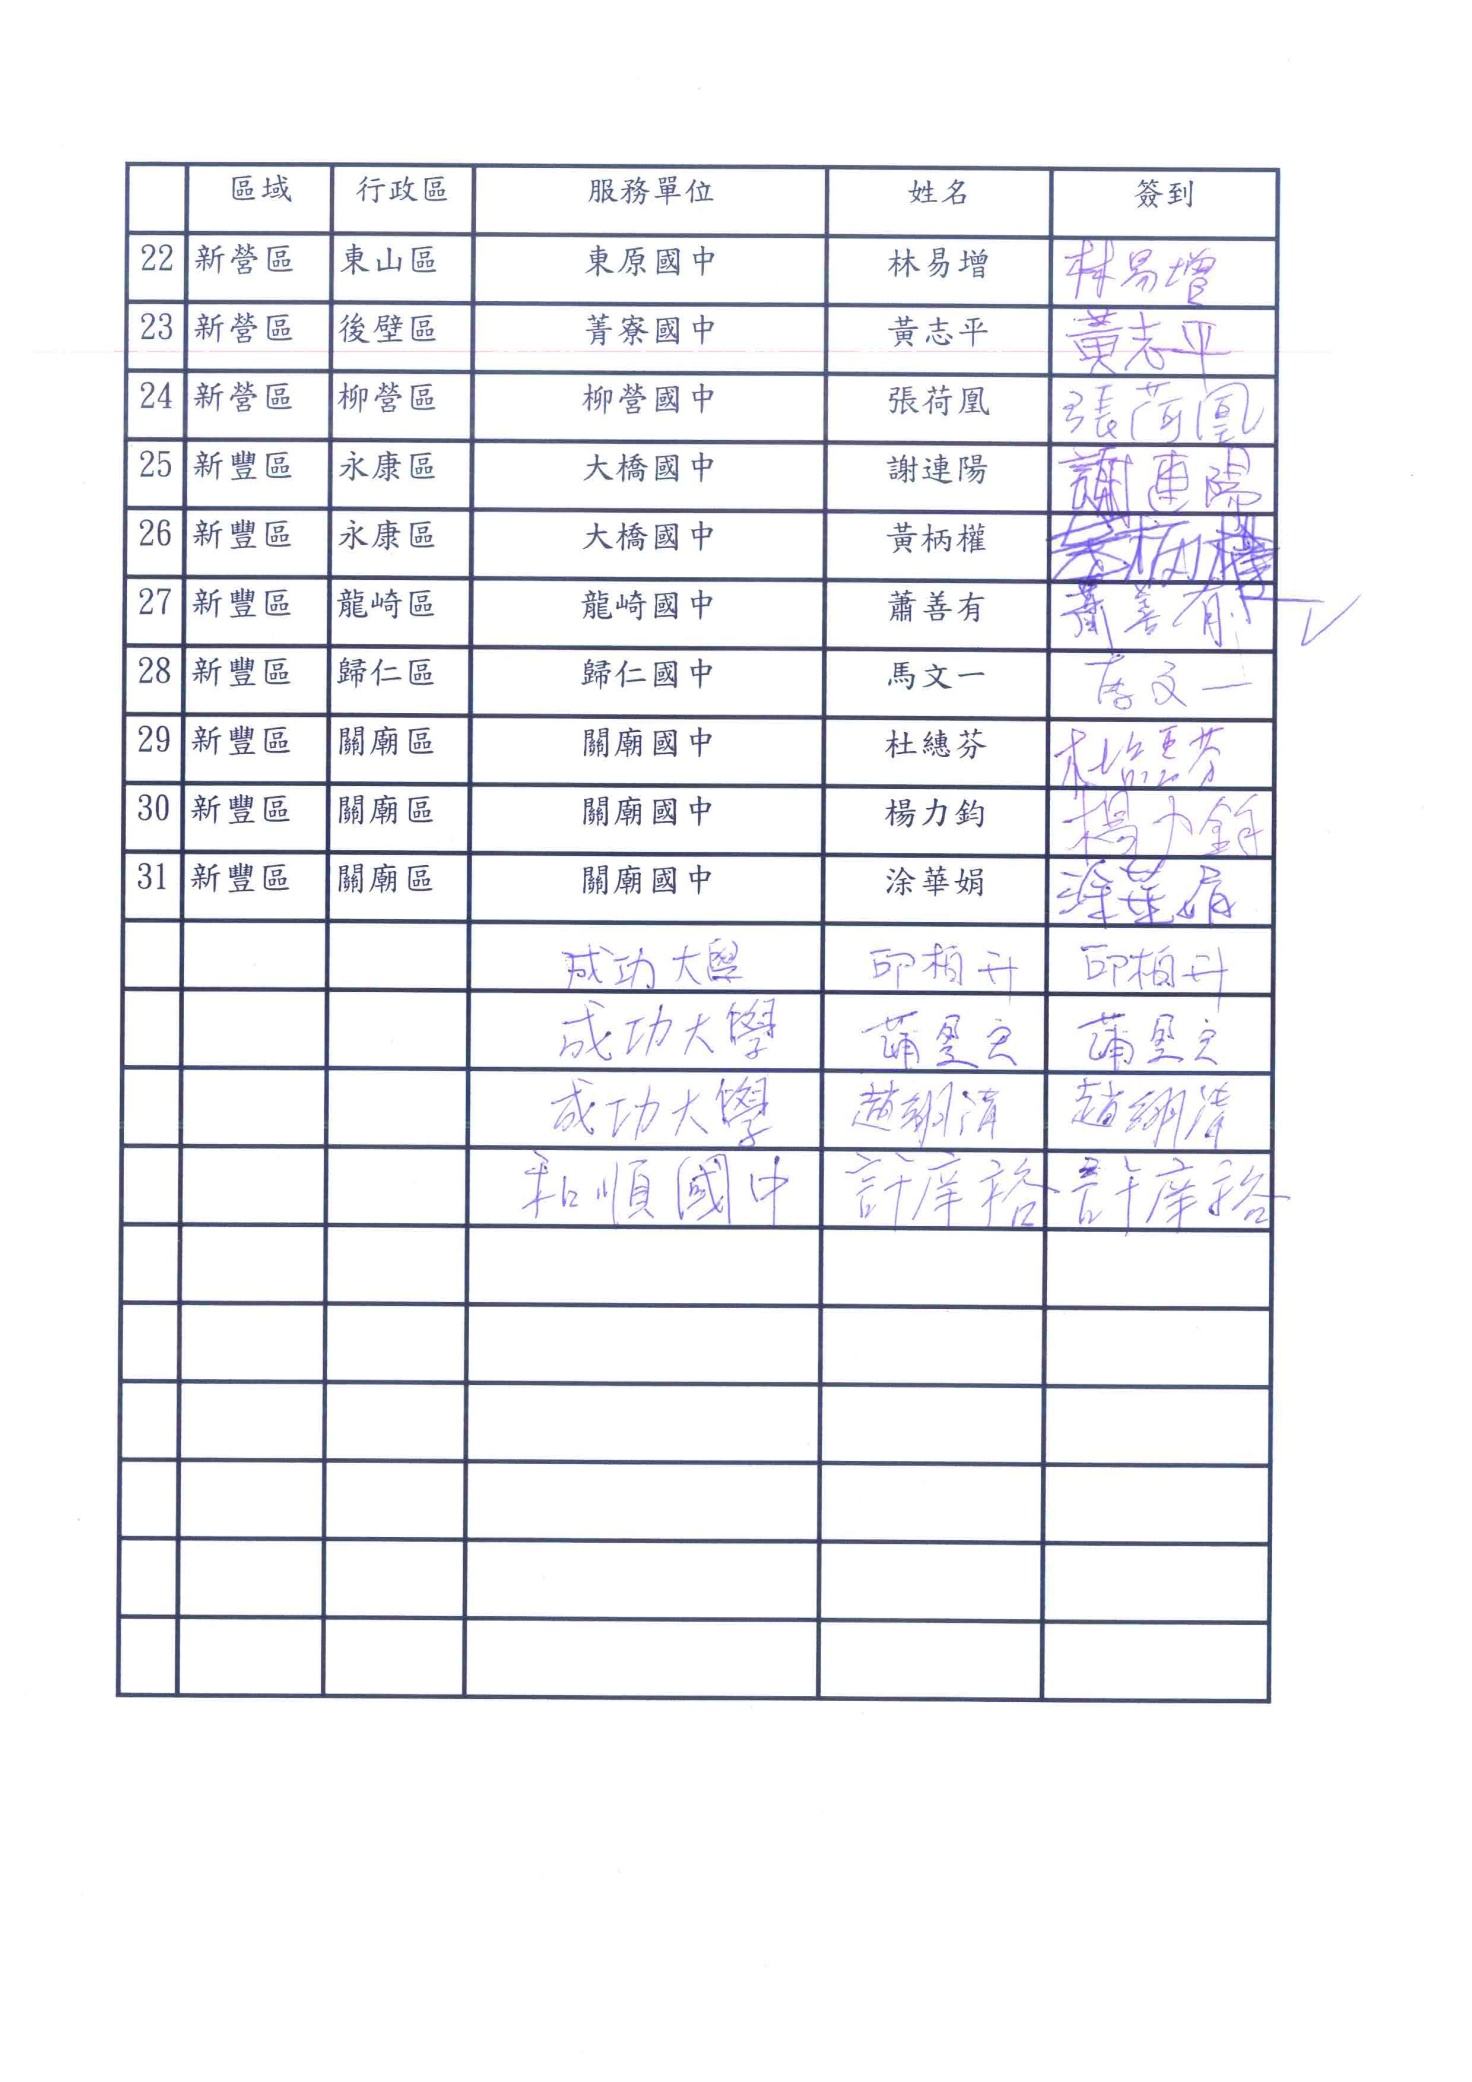 區域 行政區 服務單位 姓名 簽到
22 新營區 東山區 東原國中 林易增 林易增
23 新營區 後壁區 菁寮國中 黃志平 黃志平
24 新營區 柳營區 柳營國中 張荷凰 張荷凰
25 新豐區 永康區 大橋國中 謝連陽 謝連陽
26 新豐區 永康區 大橋國中 黃柄權 黃柄權
27 新豐區 龍崎區 龍崎國中 蕭善有 蕭善有
28 新豐區 歸仁區 歸仁國中 馬文一 馬文一
29 新豐區 關廟區 關廟國中 杜繐芬
30 新豐區 關廟區 關廟國中 楊力鈞 楊力鈞
31 新豐區 關廟區 關廟國中 涂華娟 涂華娟
成功大學 邱柏升 邱柏升
成功大學
成功大學 趙翊清 趙翊清
和順國中